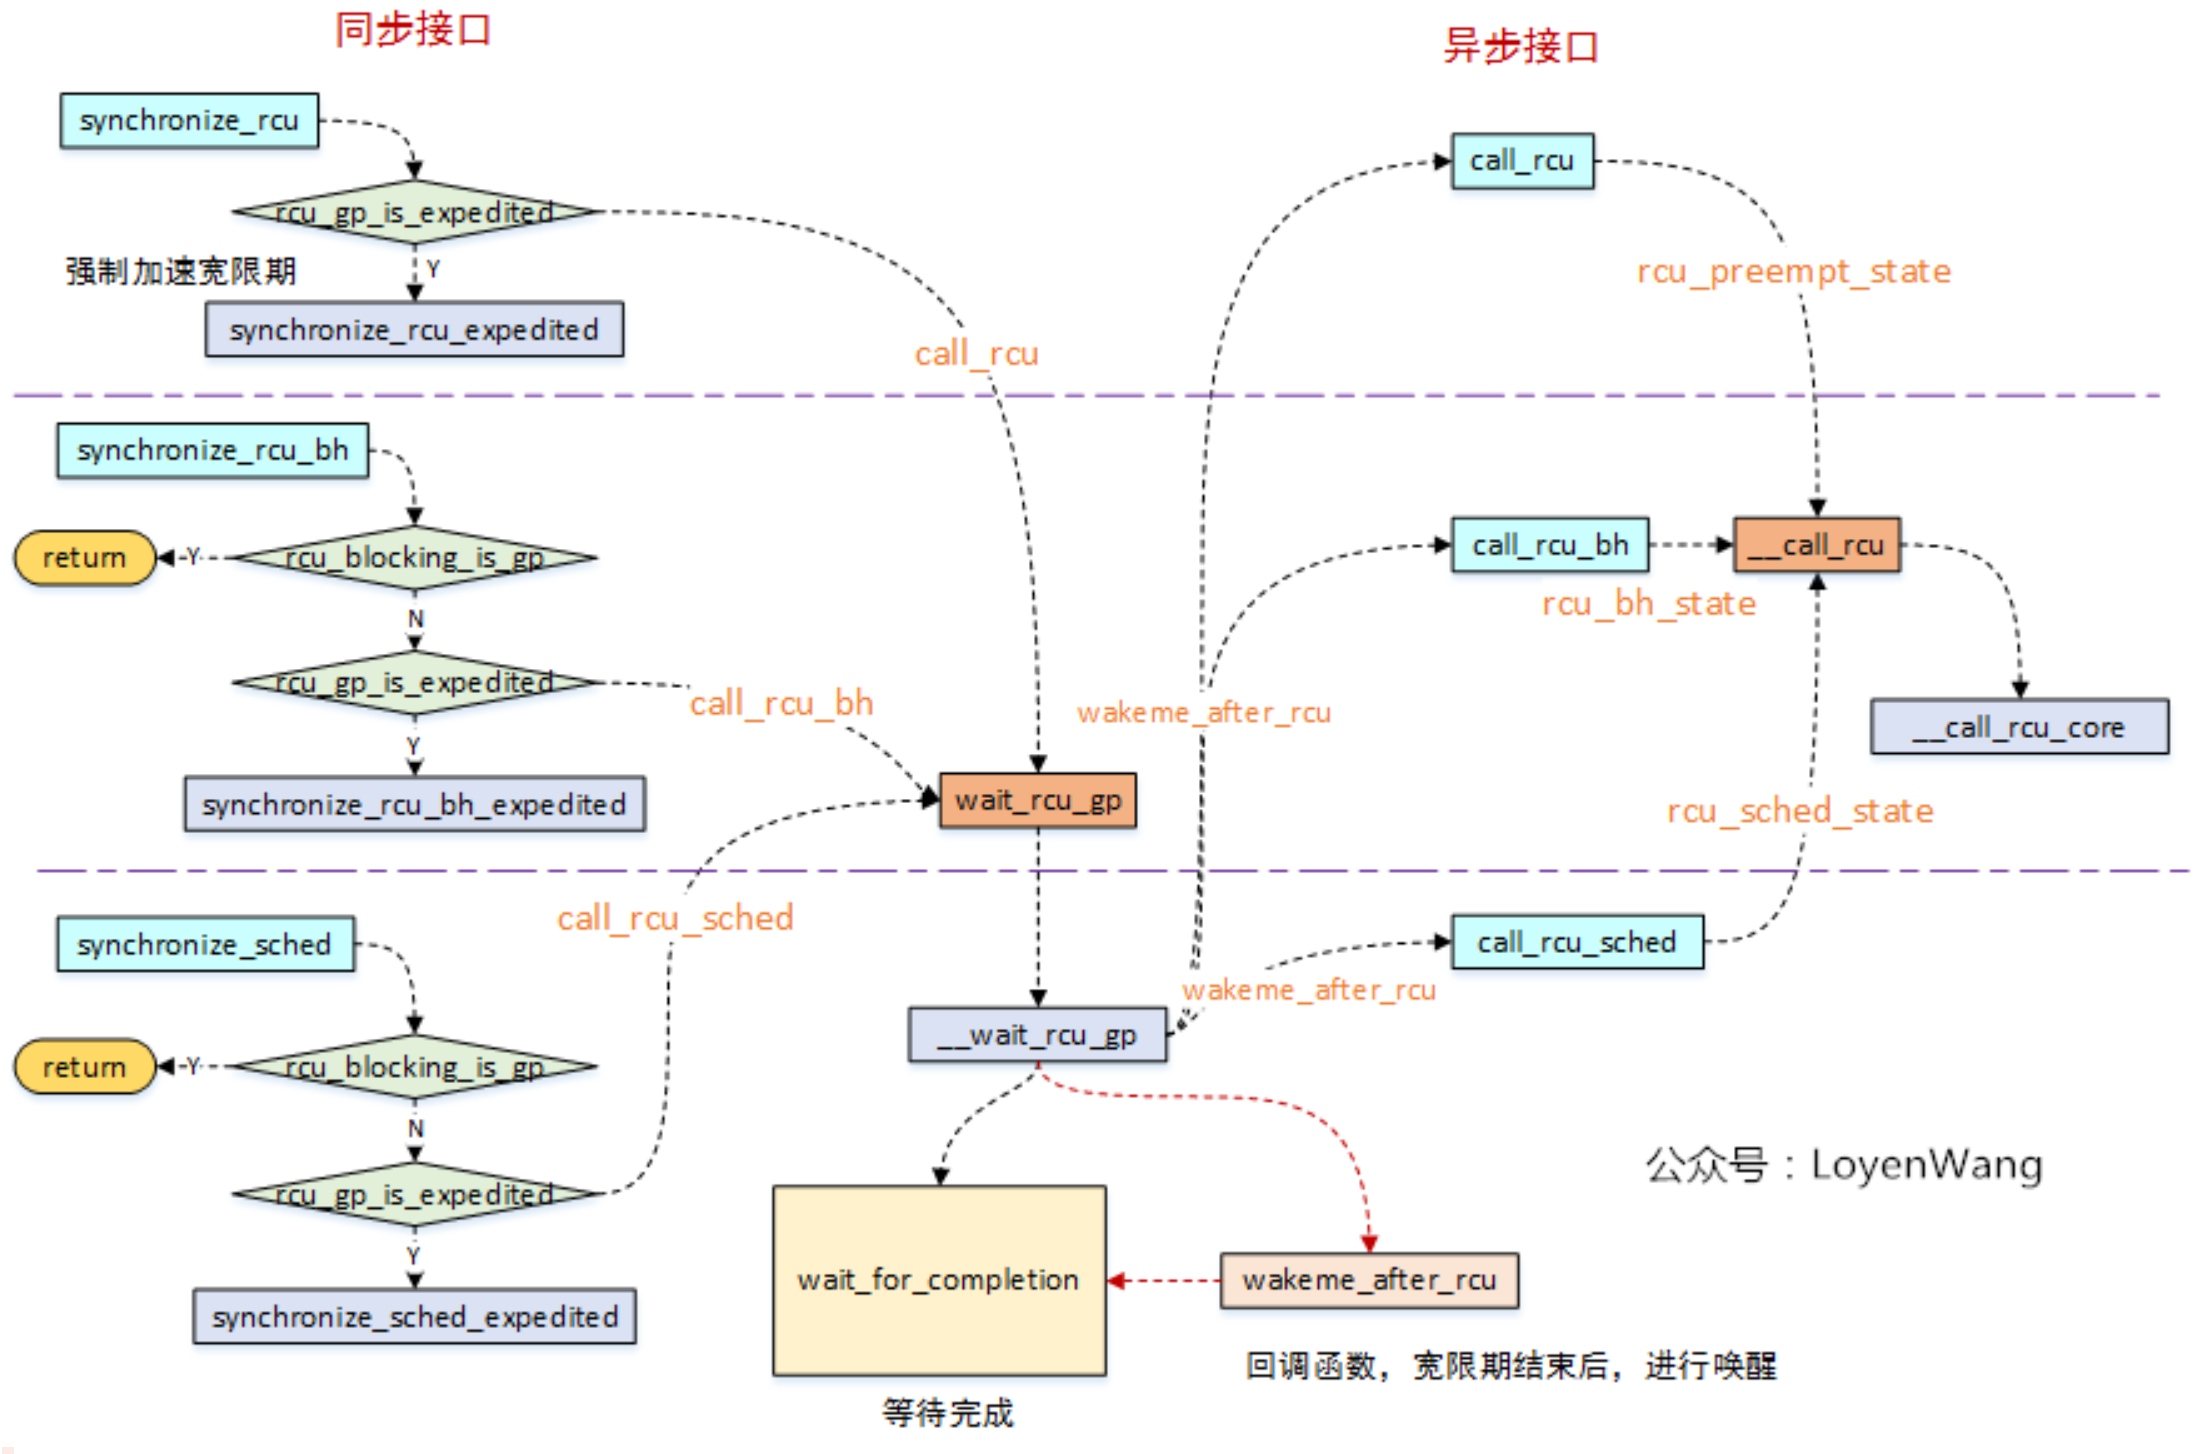 同步接口
异步接口
synchronize_rcu
call_rcu
rcu_gp_is_expedited
强制加速宽限期
Y
rcu_preempt_state
synchronize_rcu_expedited
call_rcu
synchronize_rcu_bh
return
Y
rcu_blocking_is_gp
call_rcu_bh
__call_rcu
rcu_bh_state
N
rcu_gp_is_expedited
call_rcu_bh
wakeme_after_rcu
__call_rcu_core
Y
synchronize_rcu_bh_expedited
wait_rcu_gp
rcu_sched_state
call_rcu_sched
synchronize_sched
call_rcu_sched
wakeme_after_rcu
return
Y
rcu_blocking_is_gp
__wait_rcu_gp
N
rcu_gp_is_expedited
公众号：LoyenWang
Y
synchronize_sched_expedited
wait_for_completion
wakeme_after_rcu
回调函数，宽限期结束后，进行唤醒
等待完成